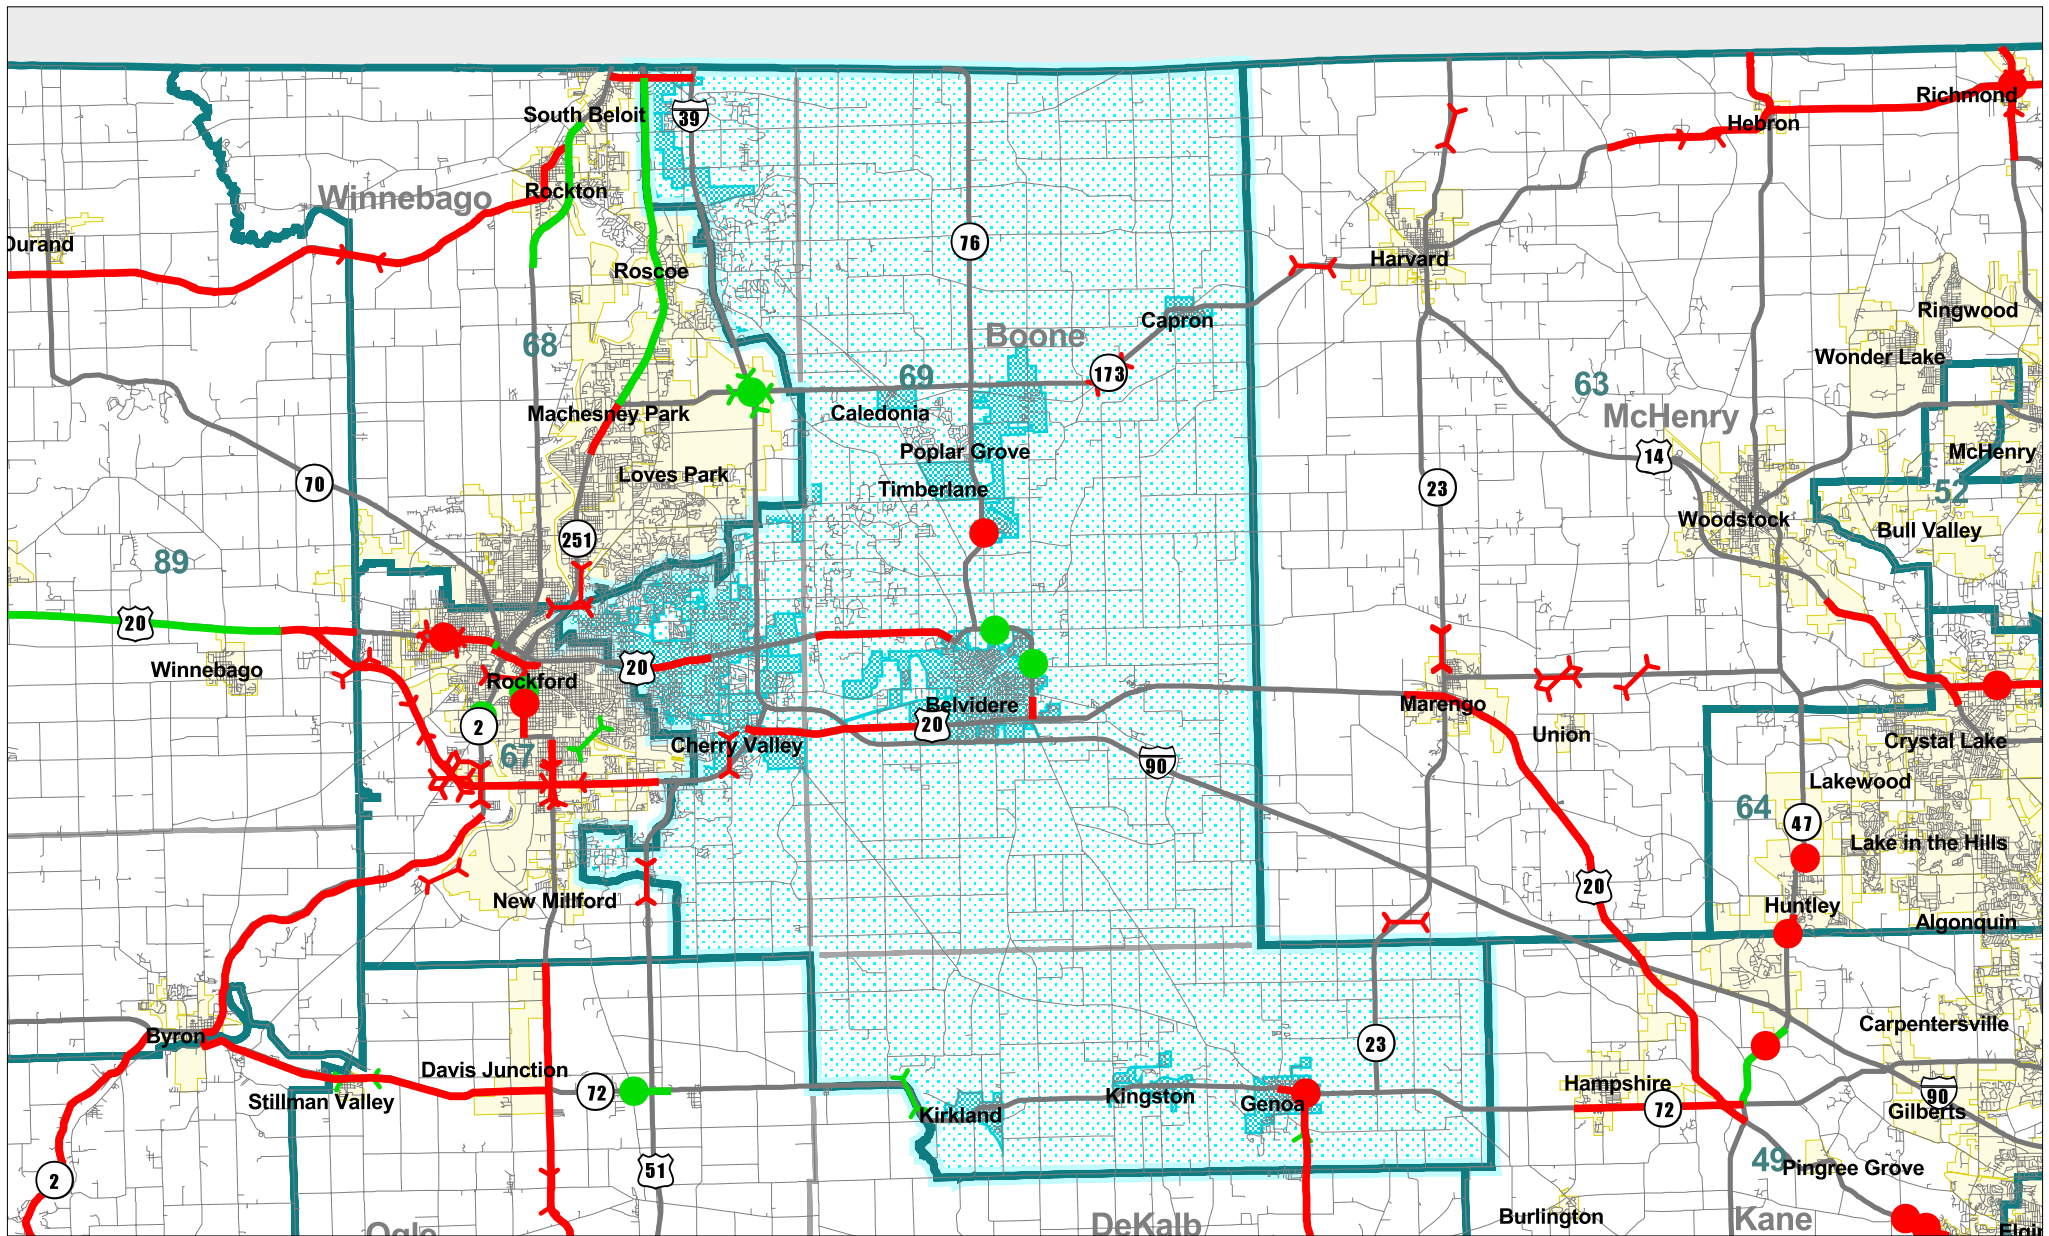 Richmond
South Beloit
39
Hebron
Rockton
Winnebago
Durand
76
Harvard
Roscoe
Ringwood
Capron
Boone
68
Wonder Lake
173
69
63
Machesney Park
Caledonia
McHenry
Poplar Grove
McHenry
14
Loves Park
70
Timberlane
23
52
Woodstock
Bull Valley
251
89
20
Winnebago
20
Rockford
Belvidere
Marengo
2
20
Union
Cherry Valley
67
Crystal Lake
90
Lakewood
64
47
Lake in the Hills
20
New Millford
Huntley
Algonquin
Carpentersville
Byron
23
Davis Junction
72
Hampshire
Stillman Valley
Kirkland
Kingston
Genoa
72
90
Gilberts
51
49
Pingree Grove
2
Burlington
Kane
DeKalb
Ogle
Elgin